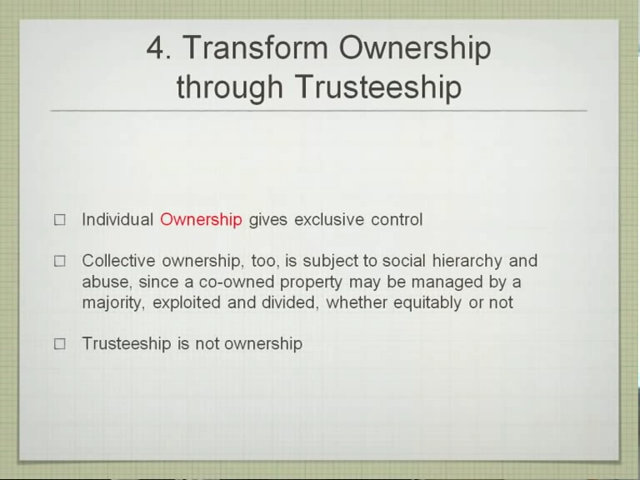 4. Transform Ownership
through Trusteeship
Individual Ownership gives exclusive control
Collective ownership, too, is subject to social hierarchy and
abuse, since a co-owned property may be managed by a
majority, exploited and divided, whether equitably or not
Trusteeship is not ownership